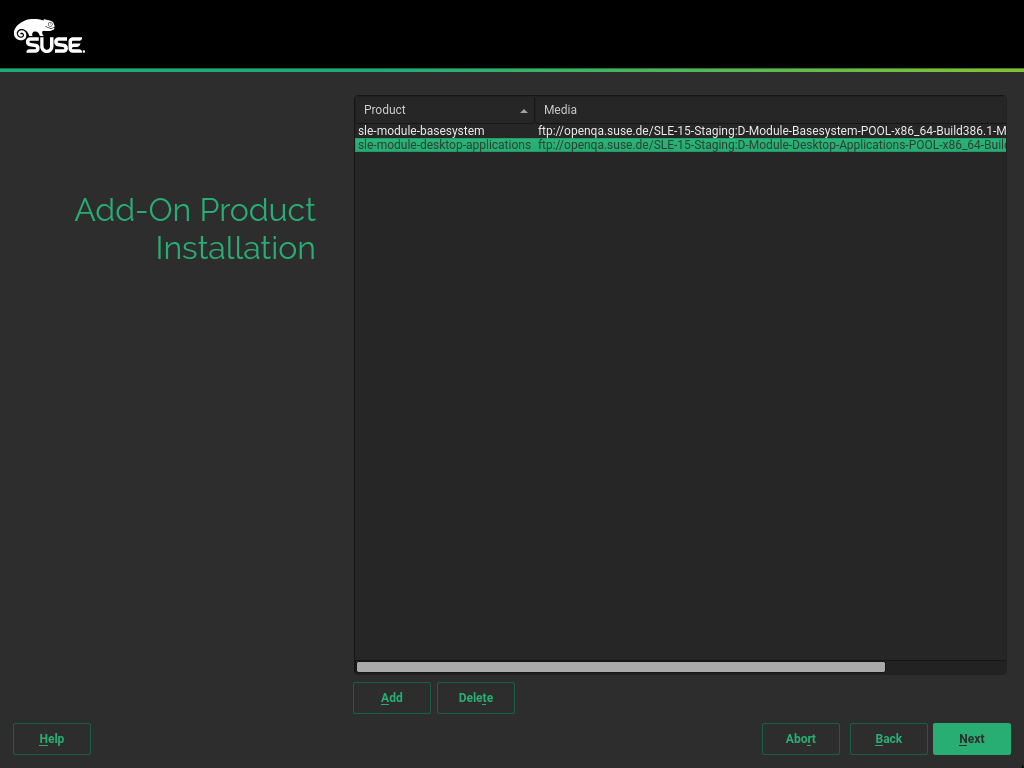 SUSE.
Product Media
sle-module-basesystem ftp://openqa.suse.de/SLE-15-Staging:D-Module-Basesystem-POOL-x86_64-Build386.1-M
sle-module-desktop-applications ftp://openqa.suse.de/SLE-15-Staging:D-Module-Desktop-Applications-POOL-x86_64-Build
Add-On Product
Installation
Add Delete
Help Abort Back Next